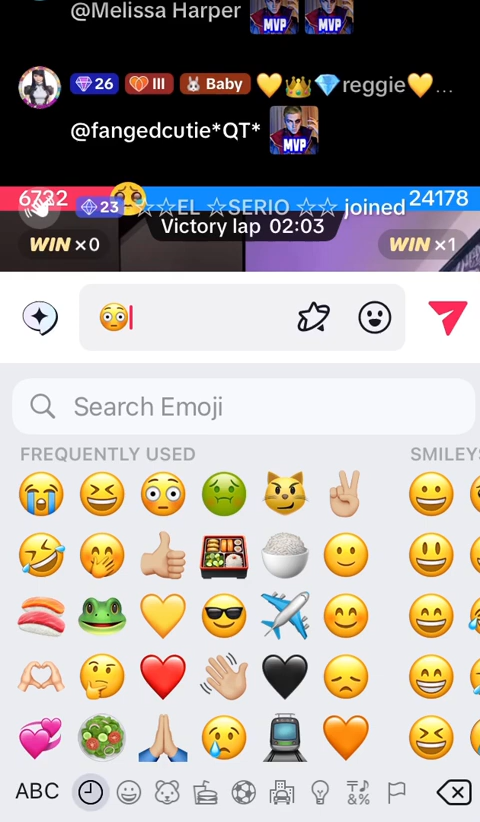 @Melissa Harper MVP MVP
26 III Baby 💛👑💎reggie💛...
@fangedcutie*QT* MVP
6732 24178
23 ☆☆EL ☆SERIO ☆☆ joined
Victory lap 02:03
WIN ×0 WIN ×1
😳
Search Emoji
FREQUENTLY USED SMILEYS
ABC